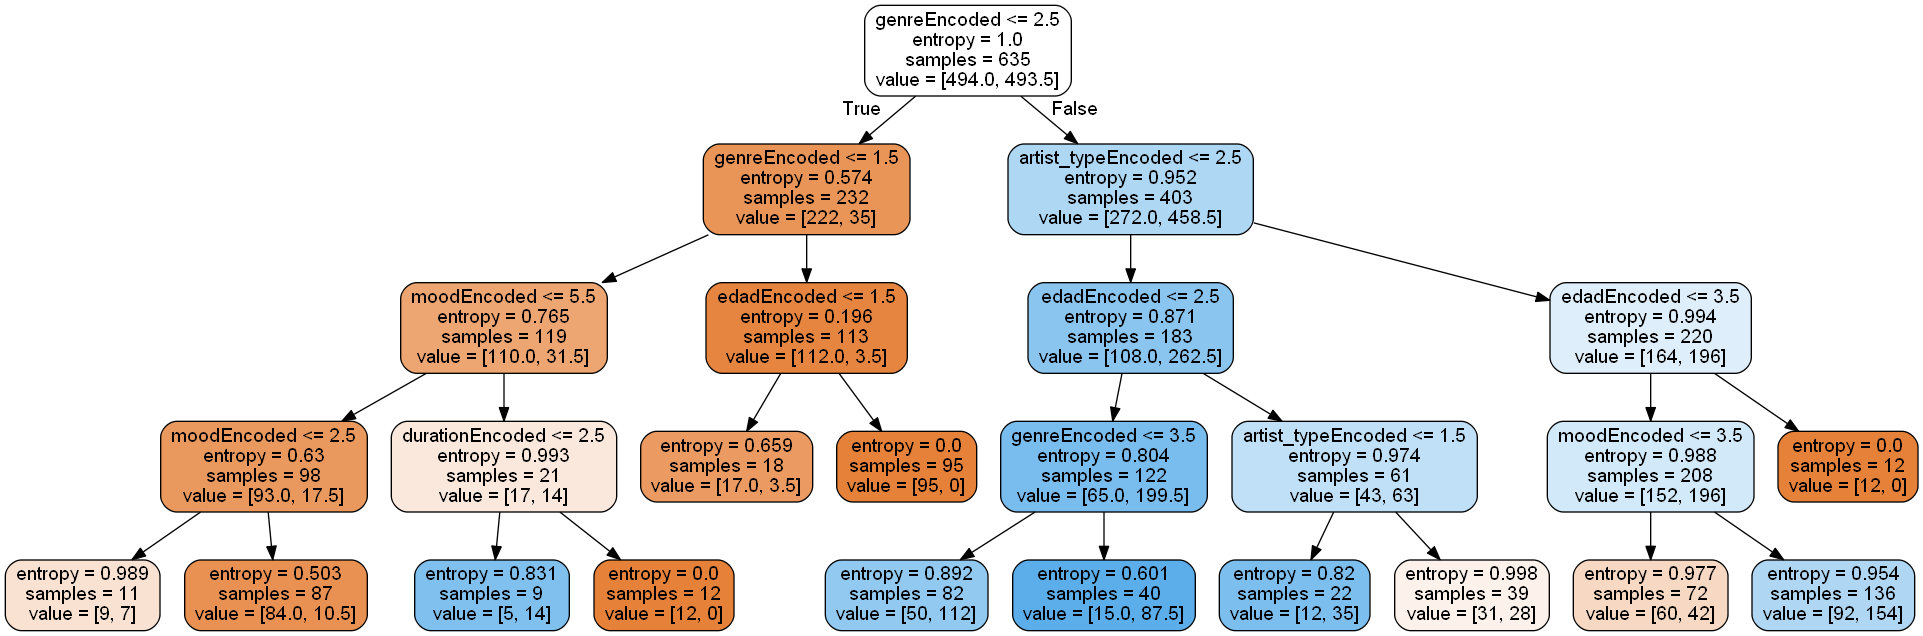 genreEncoded <= 2.5
entropy = 1.0
samples = 635
value = [494.0, 493.5]
True
False
genreEncoded <= 1.5
entropy = 0.574
samples = 232
value = [222, 35]
artist_typeEncoded <= 2.5
entropy = 0.952
samples = 403
value = [272.0, 458.5]
moodEncoded <= 5.5
entropy = 0.765
samples = 119
value = [110.0, 31.5]
edadEncoded <= 1.5
entropy = 0.196
samples = 113
value = [112.0, 3.5]
edadEncoded <= 2.5
entropy = 0.871
samples = 183
value = [108.0, 262.5]
edadEncoded <= 3.5
entropy = 0.994
samples = 220
value = [164, 196]
moodEncoded <= 2.5
entropy = 0.63
samples = 98
value = [93.0, 17.5]
durationEncoded <= 2.5
entropy = 0.993
samples = 21
value = [17, 14]
entropy = 0.659
samples = 18
value = [17.0, 3.5]
entropy = 0.0
samples = 95
value = [95, 0]
genreEncoded <= 3.5
entropy = 0.804
samples = 122
value = [65.0, 199.5]
artist_typeEncoded <= 1.5
entropy = 0.974
samples = 61
value = [43, 63]
moodEncoded <= 3.5
entropy = 0.988
samples = 208
value = [152, 196]
entropy = 0.0
samples = 12
value = [12, 0]
entropy = 0.989
samples = 11
value = [9, 7]
entropy = 0.503
samples = 87
value = [84.0, 10.5]
entropy = 0.831
samples = 9
value = [5, 14]
entropy = 0.0
samples = 12
value = [12, 0]
entropy = 0.892
samples = 82
value = [50, 112]
entropy = 0.601
samples = 40
value = [15.0, 87.5]
entropy = 0.82
samples = 22
value = [12, 35]
entropy = 0.998
samples = 39
value = [31, 28]
entropy = 0.977
samples = 72
value = [60, 42]
entropy = 0.954
samples = 136
value = [92, 154]